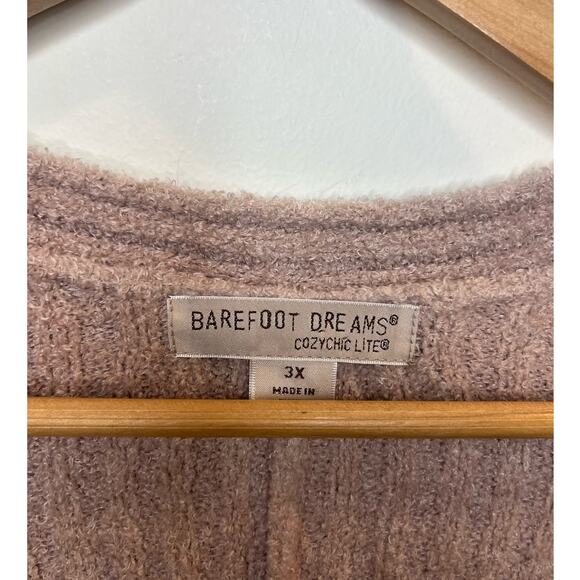 BAREFOOT DREAMS®
COZYCHIC LITE®
3X
MADE IN